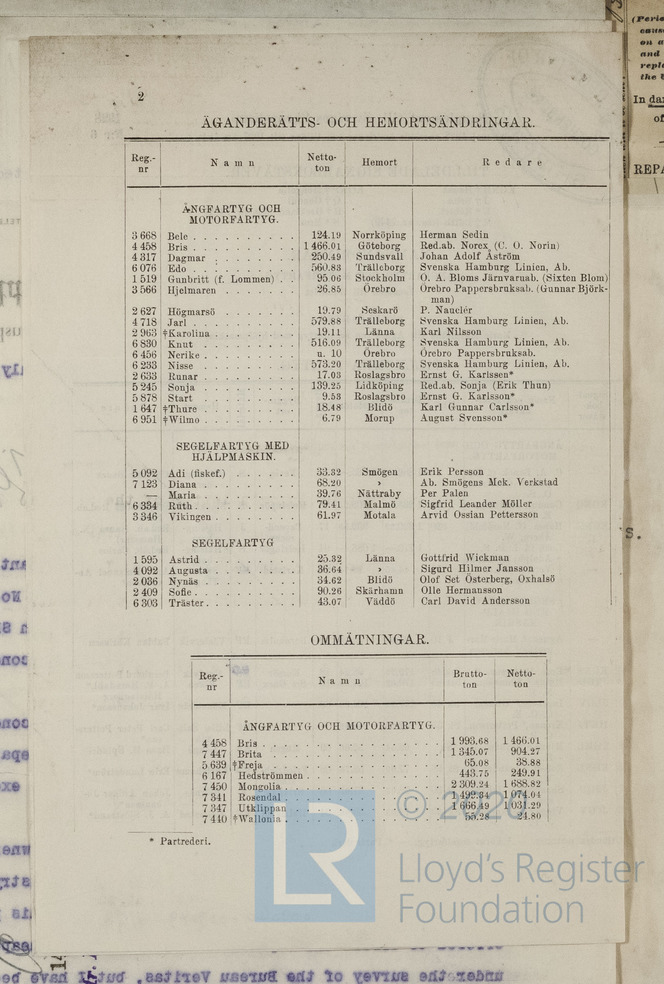 2
ÄGANDERÄTTS- OCH HEMORTSÄNDRINGAR.
Reg.-nr Namn Netto-ton Hemort Redare
ÅNGFARTYG OCH
MOTORFARTYG.
3 668 Bele . . . . . . . . . . 124.19 Norrköping Herman Sedin
4 458 Bris . . . . . . . . . . 1 466.01 Göteborg Red.ab. Norex (C. O. Norin)
4 317 Dagmar . . . . . . . . 250.49 Sundsvall Johan Adolf Åström
6 076 Edo . . . . . . . . . . 560.83 Trälleborg Svenska Hamburg Linien, Ab.
1 519 Gunbritt (f. Lommen) . . 95.06 Stockholm O. A. Bloms Järnvaruab. (Sixten Blom)
3 566 Hjelmaren . . . . . . . 26.85 Örebro Örebro Pappersbruksab. (Gunnar Björk-
man)
2 627 Högmarsö . . . . . . . 19.79 Seskarö P. Nauclér
4 718 Jarl . . . . . . . . . . 579.88 Trälleborg Svenska Hamburg Linien, Ab.
2 963 ‡Karolina . . . . . . . . 19.11 Länna Karl Nilsson
6 830 Knut . . . . . . . . . 516.09 Trälleborg Svenska Hamburg Linien, Ab.
6 456 Nerike . . . . . . . . . u. 10 Örebro Örebro Pappersbruksab.
6 233 Nisse . . . . . . . . . 573.20 Trälleborg Svenska Hamburg Linien, Ab.
2 633 Runar . . . . . . . . . 17.03 Roslagsbro Ernst G. Karlsson*
5 245 Sonja . . . . . . . . . 139.25 Lidköping Red.ab. Sonja (Erik Thun)
5 878 Start . . . . . . . . . 9.53 Roslagsbro Ernst G. Karlsson*
1 647 ‡Thure . . . . . . . . . 18.48 Blidö Karl Gunnar Carlsson*
6 951 ‡Wilmo . . . . . . . . . 6.79 Morup August Svensson*
SEGELFARTYG MED
HJÄLPMASKIN.
5 092 Adi (fiskef.) . . . . . . 33.32 Smögen Erik Persson
7 123 Diana . . . . . . . . . 68.20 › Ab. Smögens Mek. Verkstad
— Maria . . . . . . . . . 39.76 Nättraby Per Palen
6 334 Ruth . . . . . . . . . 79.41 Malmö Sigfrid Leander Möller
3 346 Vikingen . . . . . . . . 61.97 Motala Arvid Ossian Pettersson
SEGELFARTYG
1 595 Astrid . . . . . . . . . 25.32 Länna Gottfrid Wickman
4 092 Augusta . . . . . . . . 36.64 › Sigurd Hilmer Jansson
2 036 Nynäs . . . . . . . . . 34.62 Blidö Olof Set Österberg, Oxhalsö
2 409 Sofie . . . . . . . . . . 90.26 Skärhamn Olle Hermansson
6 303 Träster . . . . . . . . . 43.07 Väddö Carl David Andersson
OMMÄTNINGAR.
Reg.-nr Namn Brutto-ton Netto-ton
ÅNGFARTYG OCH MOTORFARTYG.
4 458 Bris . . . . . . . . . . 1 993.68 1 466.01
7 447 Brita . . . . . . . . . . 1 345.07 904.27
5 639 ‡Freja . . . . . . . . . . 65.08 38.88
6 167 Hedströmmen . . . . . . . 443.75 249.91
7 450 Mongolia . . . . . . . . . 2 309.24 1 688.82
7 341 Rosendal . . . . . . . . . 1 499.84 1 074.04
7 347 Utklippan . . . . . . . . . 1 666.49 1 031.29
7 440 ‡Wallonia . . . . . . . . . 55.28 24.80
* Partrederi.
LR
Lloyd's Register
Foundation
In
of
REPA
under the survey of the Bureau Veritas, but